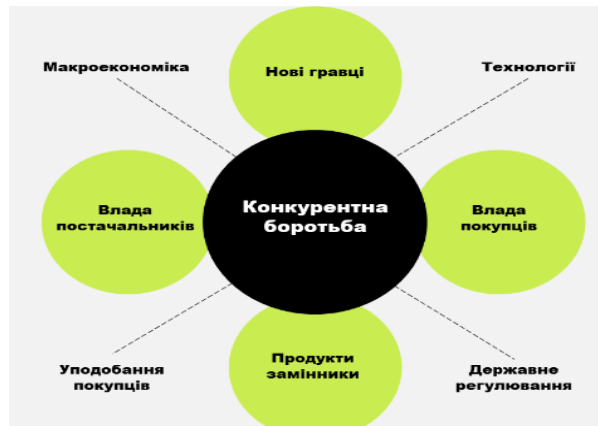 Макроекономіка
Нові гравці
Технології
Влада
постачальників
Конкурентна
боротьба
Влада
покупців
Уподобання
покупців
Продукти
замінники
Державне
регулювання